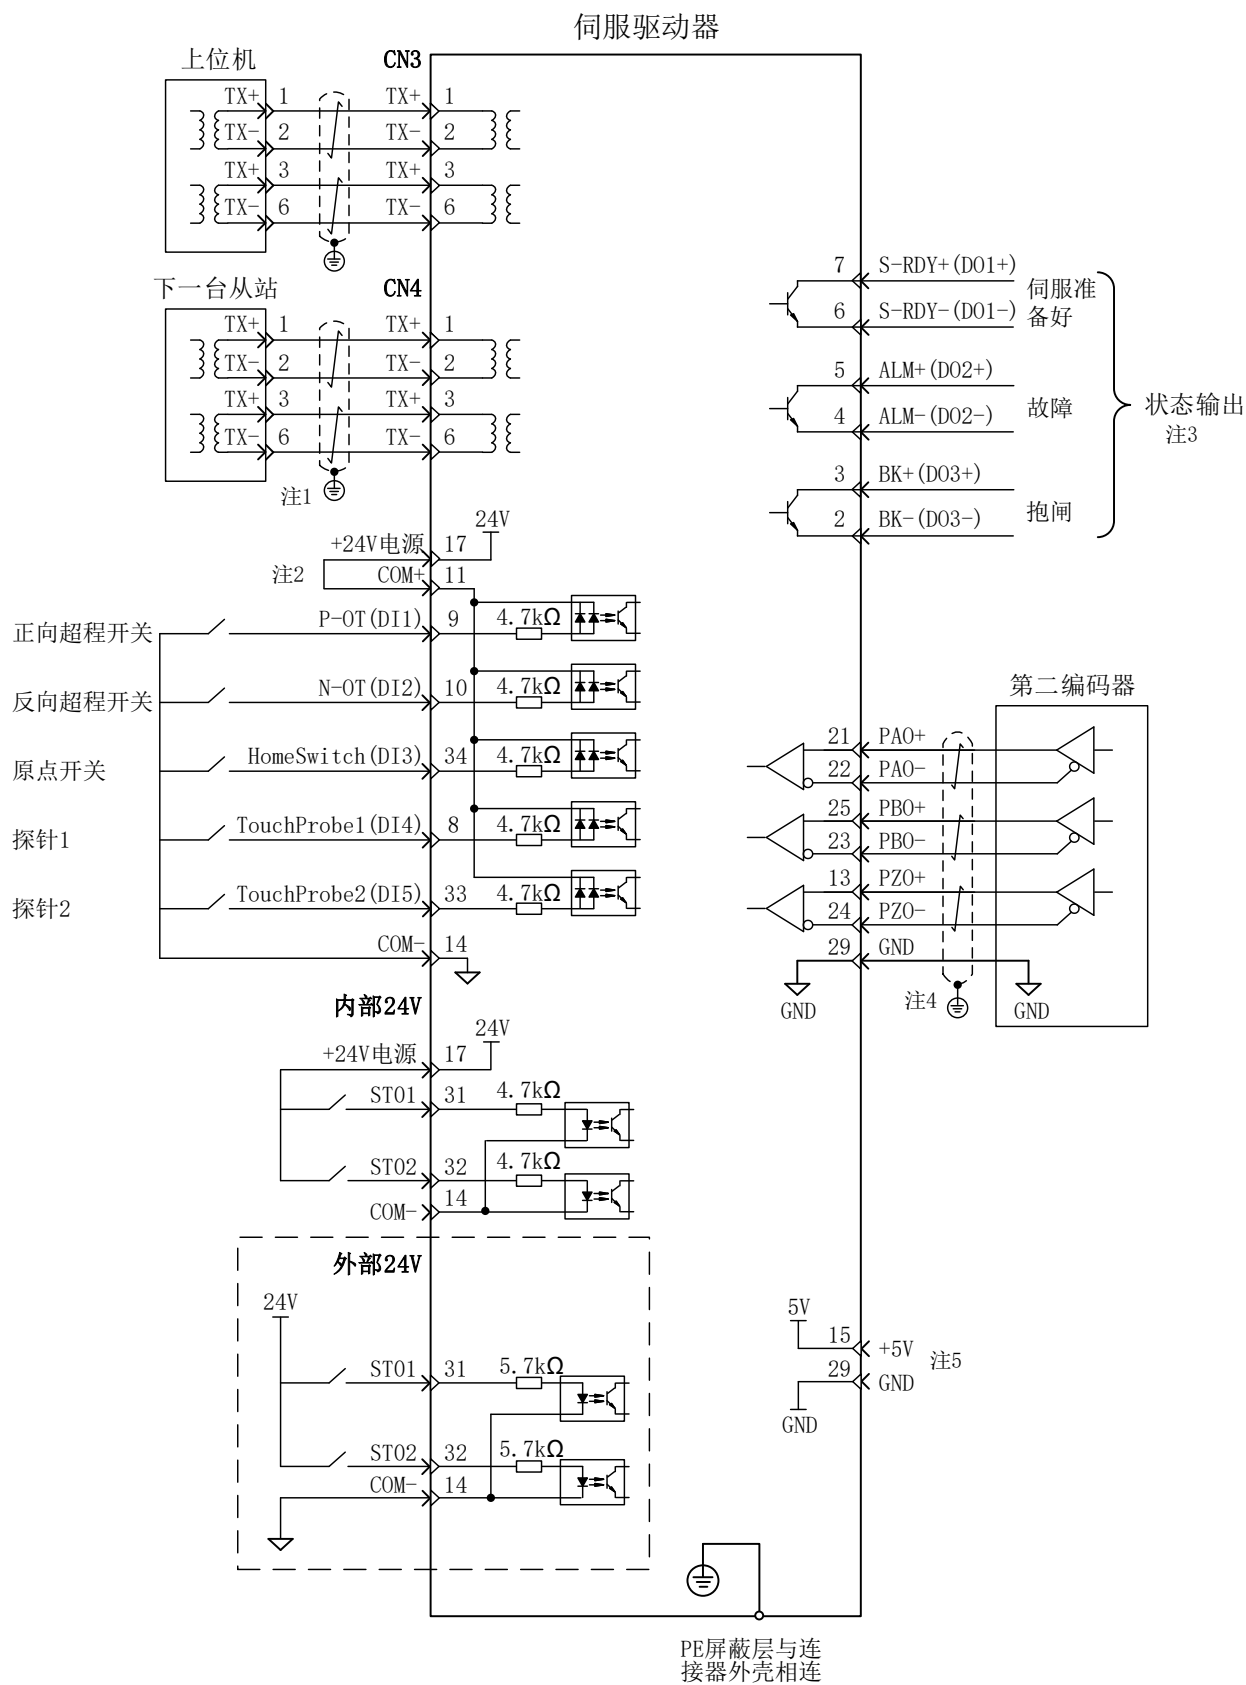 伺服驱动器
上位机
CN3
TX+ 1 TX+ 1
TX- 2 TX- 2
TX+ 3 TX+ 3
TX- 6 TX- 6
下一台从站
CN4
TX+ 1 TX+ 1
TX- 2 TX- 2
TX+ 3 TX+ 3
TX- 6 TX- 6
注1
24V
+24V电源 17
注2
COM+ 11
正向超程开关 P-OT(DI1) 9 4.7kΩ
反向超程开关 N-OT(DI2) 10 4.7kΩ
原点开关 HomeSwitch(DI3) 34 4.7kΩ
探针1 TouchProbe1(DI4) 8 4.7kΩ
探针2 TouchProbe2(DI5) 33 4.7kΩ
COM- 14
内部24V
24V
+24V电源 17
STO1 31 4.7kΩ
STO2 32 4.7kΩ
COM- 14
外部24V
24V
STO1 31 5.7kΩ
STO2 32 5.7kΩ
COM- 14
7 S-RDY+(DO1+)
6 S-RDY-(DO1-)
伺服准
备好
5 ALM+(DO2+)
4 ALM-(DO2-)
故障
3 BK+(DO3+)
2 BK-(DO3-)
抱闸
状态输出
注3
第二编码器
21 PAO+
22 PAO-
25 PBO+
23 PBO-
13 PZO+
24 PZO-
29 GND
GND
注4
GND
5V
15 +5V
注5
29 GND
GND
PE屏蔽层与连
接器外壳相连